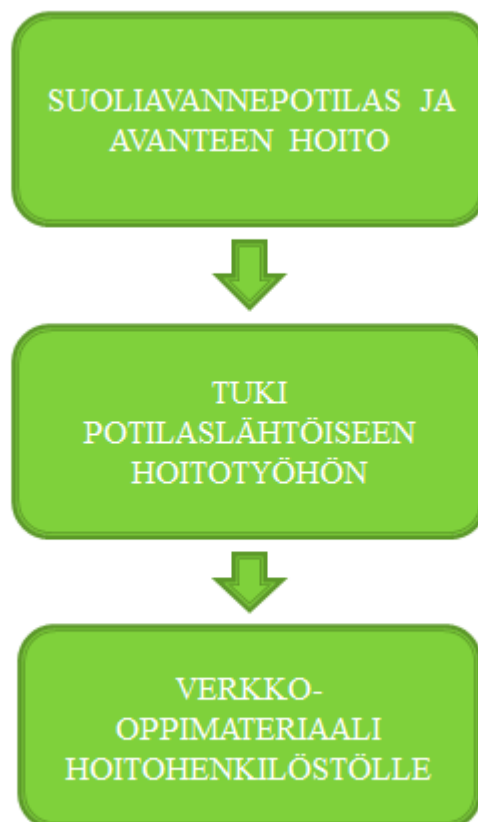 SUOLIAVANNEPOTILAS JA
AVANTEEN HOITO
TUKI
POTILASLÄHTÖISEEN
HOITOTYÖHÖN
VERKKO-
OPPIMATERIAALI
HOITOHENKILÖSTÖLLE